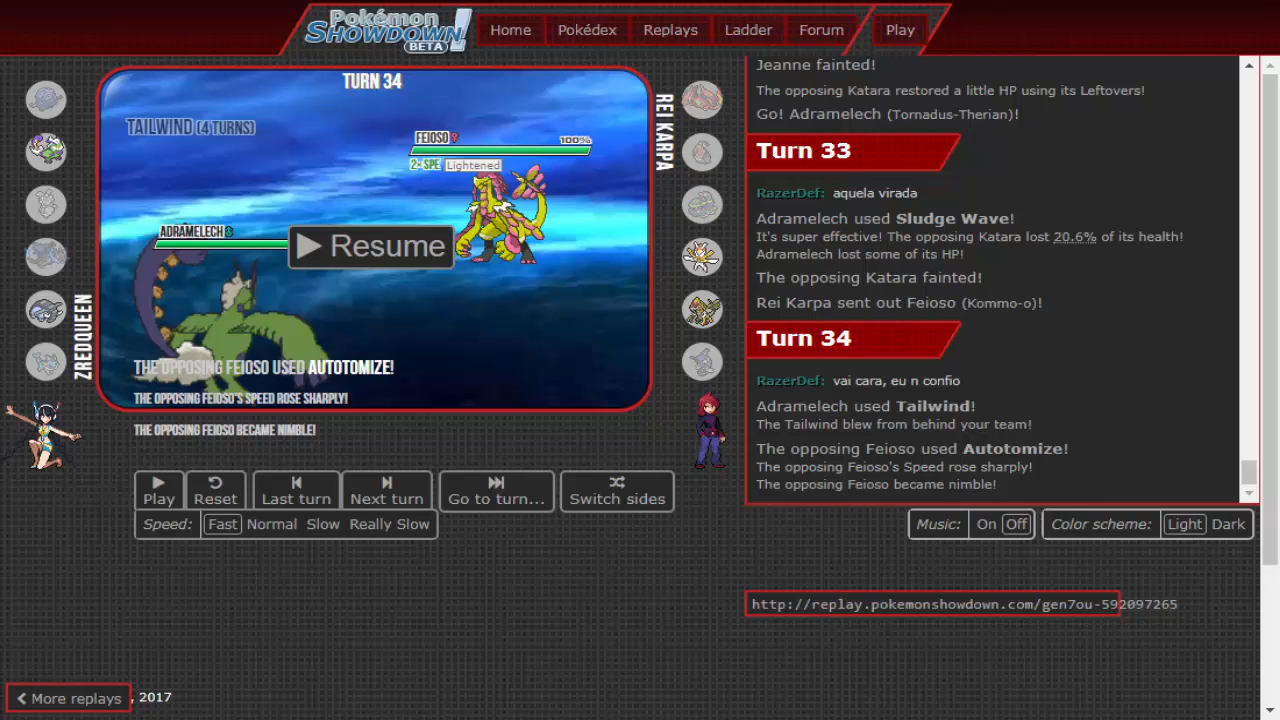 Pokémon
SHOWDOWN!
BETA
Home
Pokédex
Replays
Ladder
Forum
Play
TURN 34
TAILWIND (4 TURNS)
FEIOSO
100%
2× SPE
Lightened
ADRAMELECH
Resume
THE OPPOSING FEIOSO USED AUTOTOMIZE!
THE OPPOSING FEIOSO'S SPEED ROSE SHARPLY!
THE OPPOSING FEIOSO BECAME NIMBLE!
ZREDQUEEN
REI KARPA
Jeanne fainted!
The opposing Katara restored a little HP using its Leftovers!
Go! Adramelech (Tornadus-Therian)!
Turn 33
RazerDef: aquela virada
Adramelech used Sludge Wave!
It's super effective! The opposing Katara lost 20.6% of its health!
Adramelech lost some of its HP!
The opposing Katara fainted!
Rei Karpa sent out Feioso (Kommo-o)!
Turn 34
RazerDef: vai cara, eu n confio
Adramelech used Tailwind!
The Tailwind blew from behind your team!
The opposing Feioso used Autotomize!
The opposing Feioso's Speed rose sharply!
The opposing Feioso became nimble!
Play
Reset
Last turn
Next turn
Go to turn...
Switch sides
Speed: Fast Normal Slow Really Slow
Music: On Off
Color scheme: Light Dark
http://replay.pokemonshowdown.com/gen7ou-592097265
More replays
, 2017